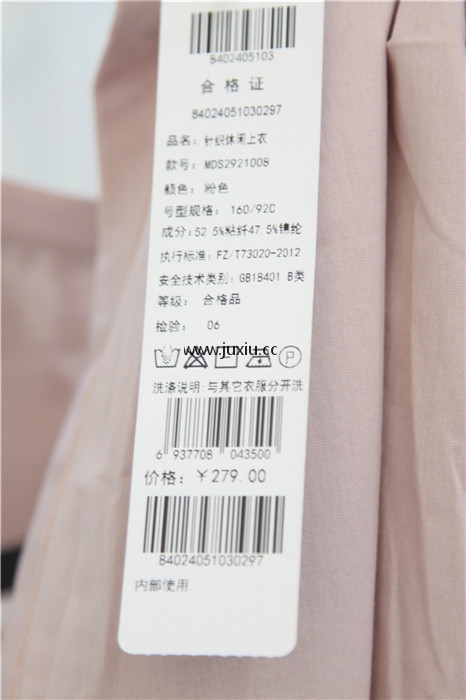 8402405103
合格证
84024051030297
品名：针织休闲上衣
款号：MDS2921008
颜色：粉色
号型规格：160/92C
成分:52.5%粘纤47.5%锦纶
执行标准：FZ/T73020-2012
安全技术类别：GB18401 B类
等级：合格品
检验：06
www.juxiu.cc
P
洗涤说明:与其它衣服分开洗
6 937708 043500
价格：￥279.00
84024051030297
内部使用